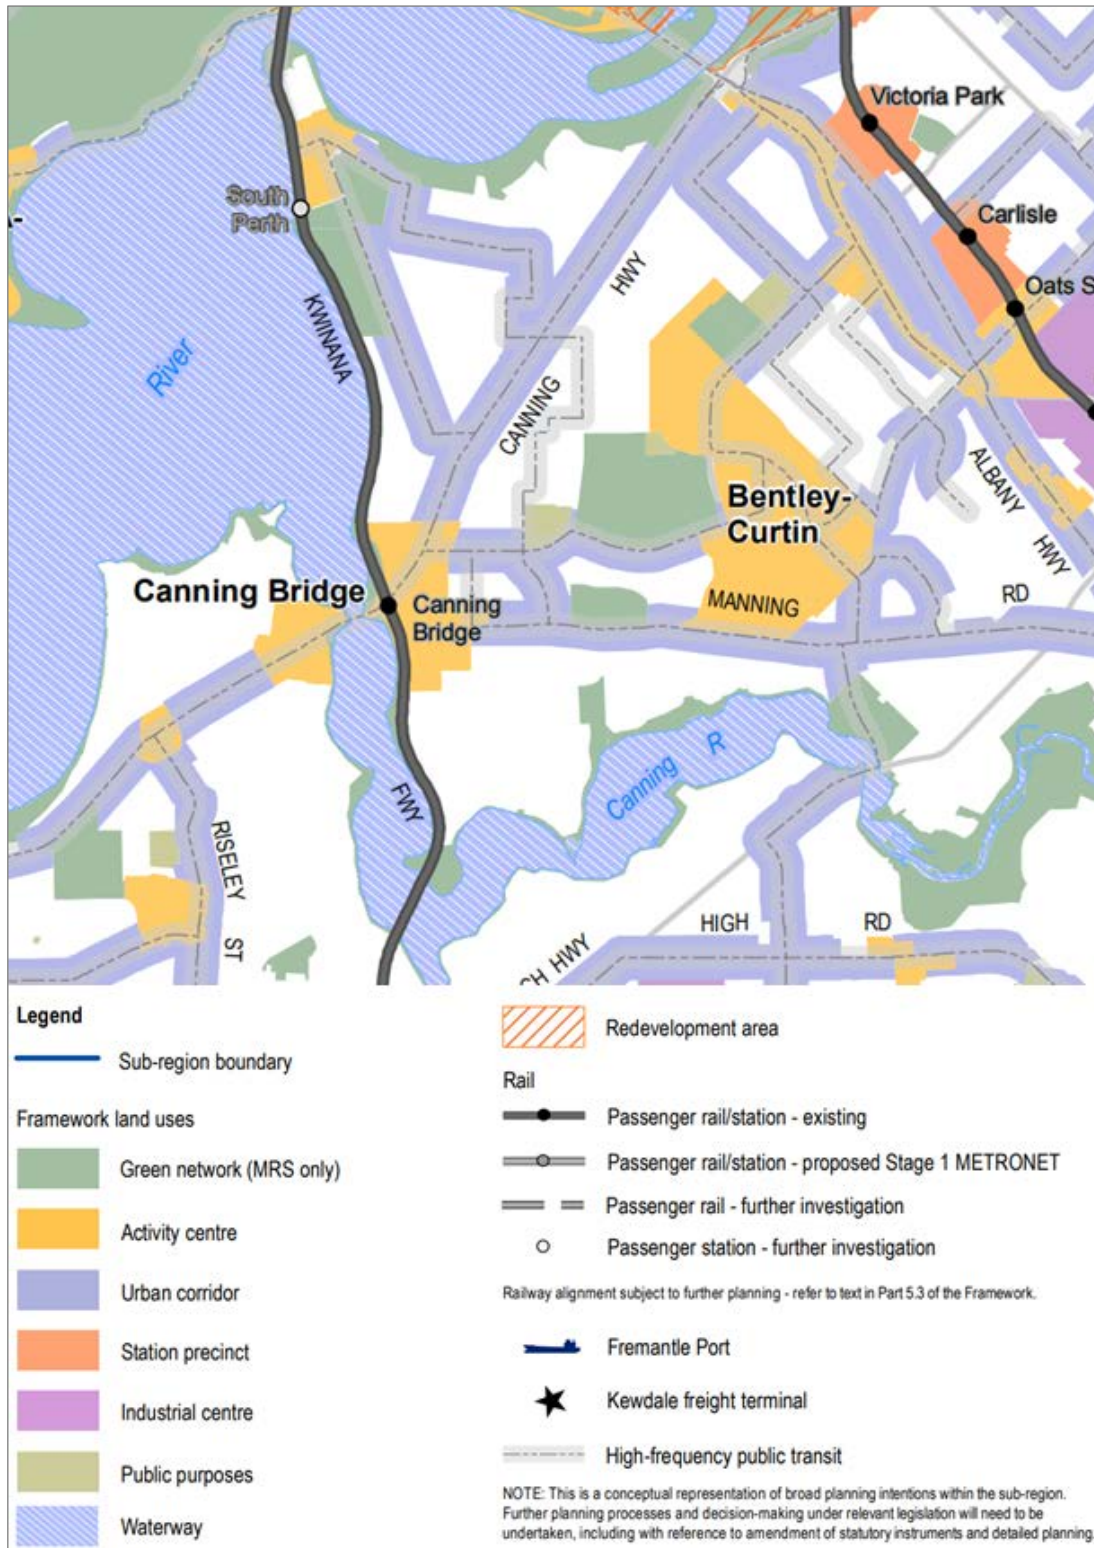 Victoria Park
South
Perth
Carlisle
A-
Oats S
HWY
KWINANA
River
CANNING
ALBANY
HWY
Bentley-
Curtin
Canning Bridge
Canning
Bridge
MANNING
RD
Canning R
FWY
RISELEY
ST
HIGH RD
CH HWY
Legend
Sub-region boundary
Framework land uses
Green network (MRS only)
Activity centre
Urban corridor
Station precinct
Industrial centre
Public purposes
Waterway
Redevelopment area
Rail
Passenger rail/station - existing
Passenger rail/station - proposed Stage 1 METRONET
Passenger rail - further investigation
Passenger station - further investigation
Railway alignment subject to further planning - refer to text in Part 5.3 of the Framework.
Fremantle Port
Kewdale freight terminal
High-frequency public transit
NOTE: This is a conceptual representation of broad planning intentions within the sub-region.
Further planning processes and decision-making under relevant legislation will need to be
undertaken, including with reference to amendment of statutory instruments and detailed planning.